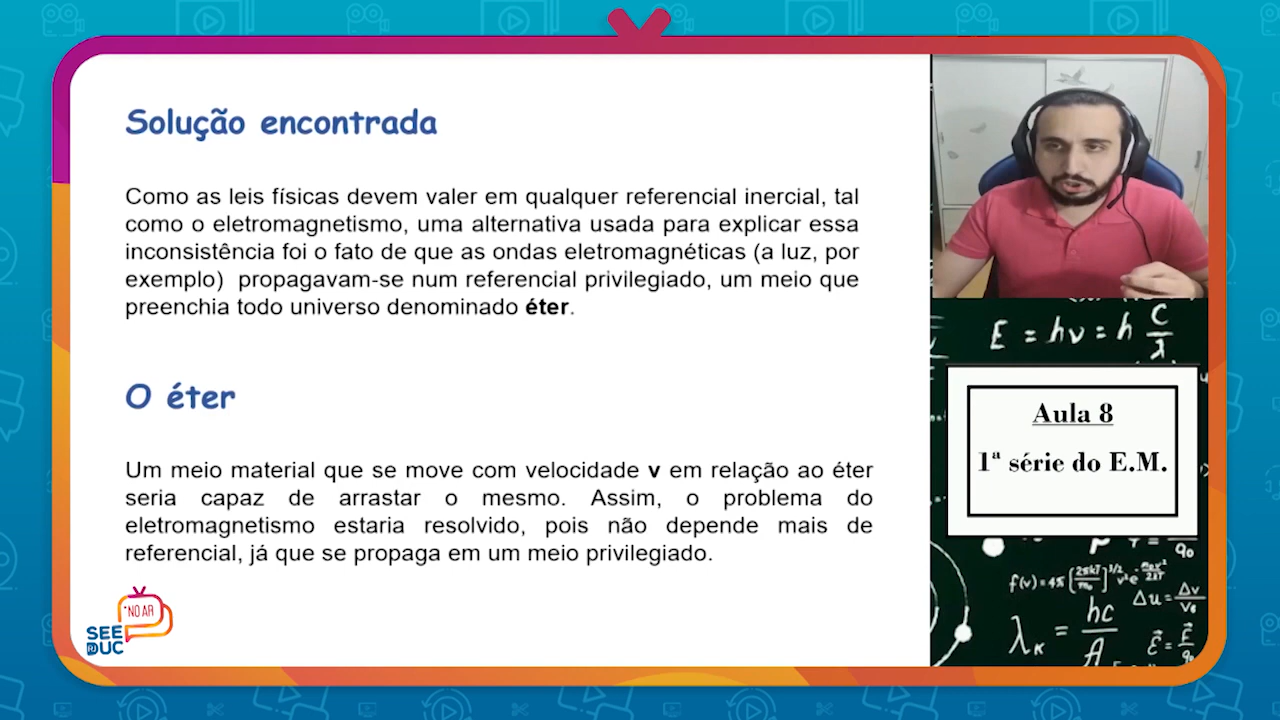 Solução encontrada
Como as leis físicas devem valer em qualquer referencial inercial, tal
como o eletromagnetismo, uma alternativa usada para explicar essa
inconsistência foi o fato de que as ondas eletromagnéticas (a luz, por
exemplo) propagavam-se num referencial privilegiado, um meio que
preenchia todo universo denominado éter.
O éter
Um meio material que se move com velocidade v em relação ao éter
seria capaz de arrastar o mesmo. Assim, o problema do
eletromagnetismo estaria resolvido, pois não depende mais de
referencial, já que se propaga em um meio privilegiado.
NO AR
SEE
DUC
RJ
E = hν = h C/λ
Aula 8
1ª série do E.M.
Δu = Δv
λK = hc/A